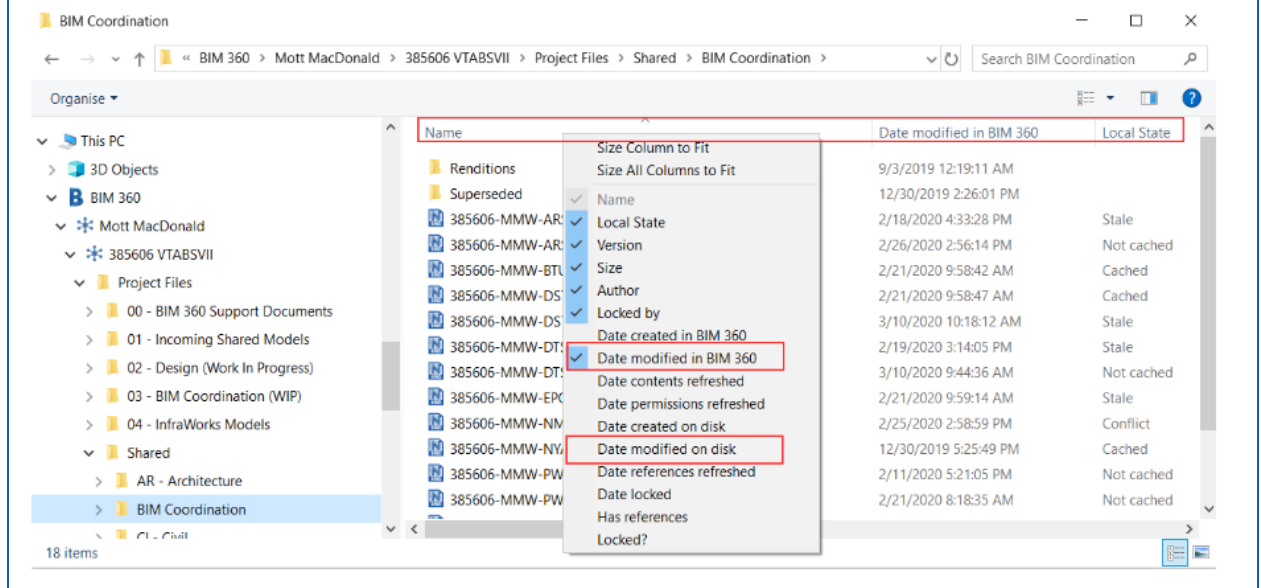 BIM Coordination
« BIM 360 > Mott MacDonald > 385606 VTABSVII > Project Files > Shared > BIM Coordination >
Search BIM Coordination
Organise
This PC
3D Objects
BIM 360
Mott MacDonald
385606 VTABSVII
Project Files
00 - BIM 360 Support Documents
01 - Incoming Shared Models
02 - Design (Work In Progress)
03 - BIM Coordination (WIP)
04 - InfraWorks Models
Shared
AR - Architecture
BIM Coordination
CI - Civil
18 items
Name Date modified in BIM 360 Local State
Renditions 9/3/2019 12:19:11 AM
Superseded 12/30/2019 2:26:01 PM
385606-MMW-AR 2/18/2020 4:33:28 PM Stale
385606-MMW-AR 2/26/2020 2:56:14 PM Not cached
385606-MMW-BTU 2/21/2020 9:58:42 AM Cached
385606-MMW-DS 2/21/2020 9:58:47 AM Cached
385606-MMW-DS 3/10/2020 10:18:12 AM Stale
385606-MMW-DT 2/19/2020 3:14:05 PM Stale
385606-MMW-DT 3/10/2020 9:44:36 AM Not cached
385606-MMW-EP 2/21/2020 9:59:14 AM Stale
385606-MMW-NM 2/25/2020 2:58:59 PM Conflict
385606-MMW-NY 12/30/2019 5:25:49 PM Cached
385606-MMW-PW 2/11/2020 5:21:05 PM Not cached
385606-MMW-PW 2/21/2020 8:18:35 AM Not cached
Size Column to Fit
Size All Columns to Fit
Name
Local State
Version
Size
Author
Locked by
Date created in BIM 360
Date modified in BIM 360
Date contents refreshed
Date permissions refreshed
Date created on disk
Date modified on disk
Date references refreshed
Date locked
Has references
Locked?